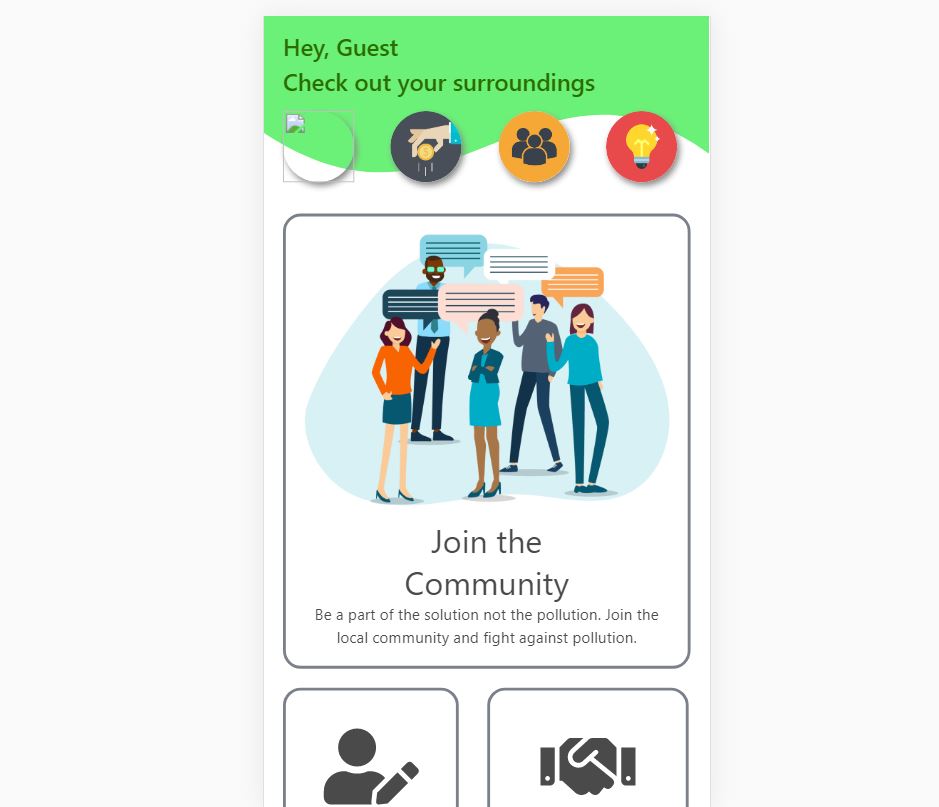 Hey, Guest
Check out your surroundings
Join the
Community
Be a part of the solution not the pollution. Join the
local community and fight against pollution.